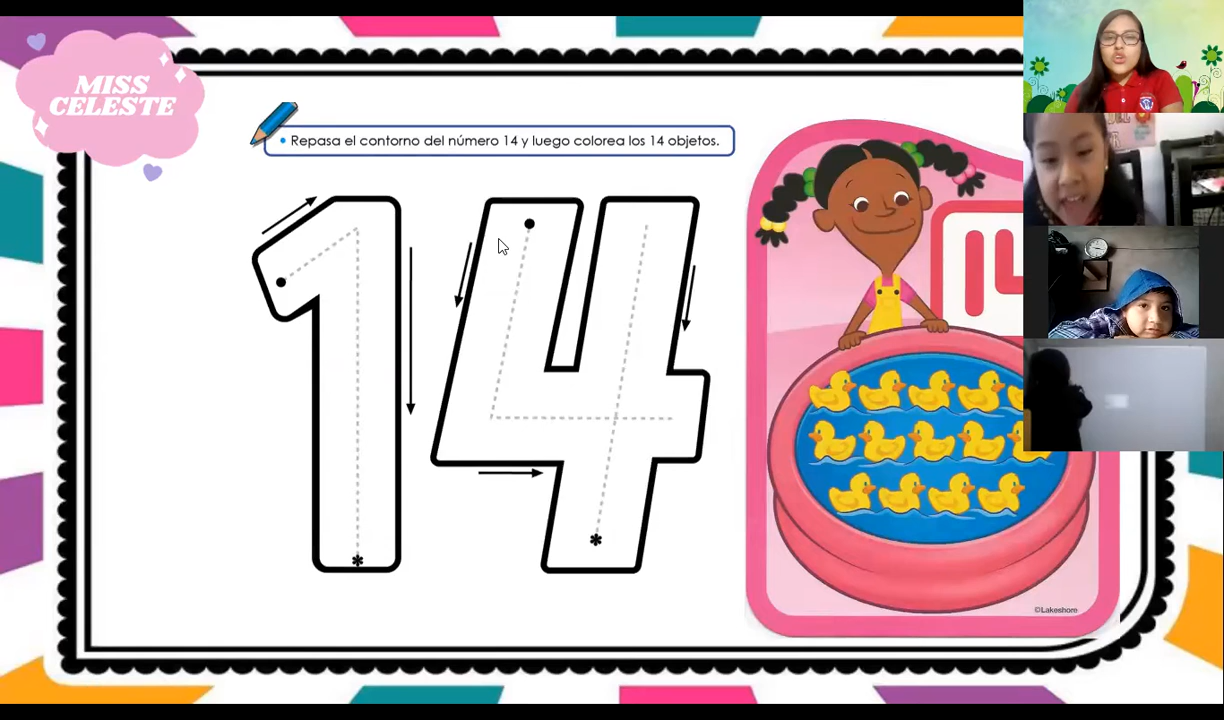 MISS
CELESTE
• Repasa el contorno del número 14 y luego colorea los 14 objetos.
14
14
©Lakeshore